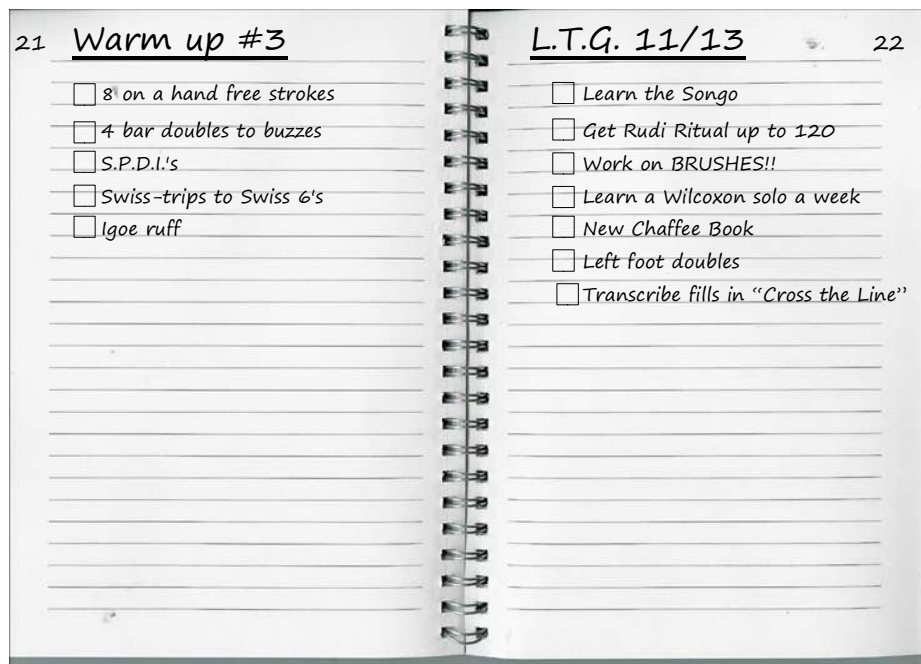 21
Warm up #3
8 on a hand free strokes
4 bar doubles to buzzes
S.P.D.I.'s
Swiss-trips to Swiss 6's
Igoe ruff
L.T.G. 11/13
22
Learn the Songo
Get Rudi Ritual up to 120
Work on BRUSHES!!
Learn a Wilcoxon solo a week
New Chaffee Book
Left foot doubles
Transcribe fills in “Cross the Line”